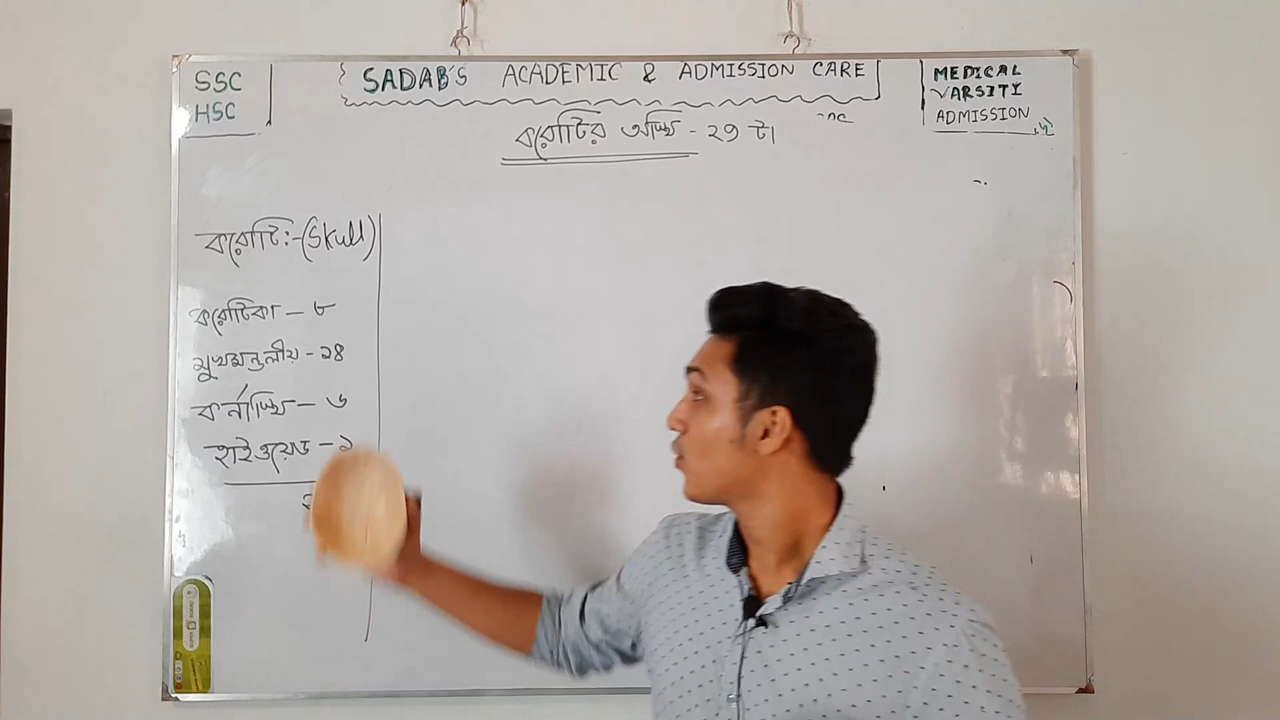 SSC
HSC
SADAB'S ACADEMIC & ADMISSION CARE
MEDICAL
VARSITY
ADMISSION
করোটির অস্থি - ২৯ টা
করোটি:-(Skull)
করোটিকা - ৮
মুখমন্ডলীয় - ১৪
কর্নাস্থি - ৬
হাইওয়েড - ১